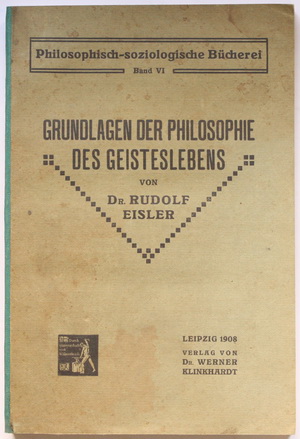 Philosophisch-soziologische Bücherei
Band VI
GRUNDLAGEN DER PHILOSOPHIE
DES GEISTESLEBENS
VON
DR. RUDOLF
EISLER
LEIPZIG 1908
VERLAG VON
DR. WERNER
KLINKHARDT